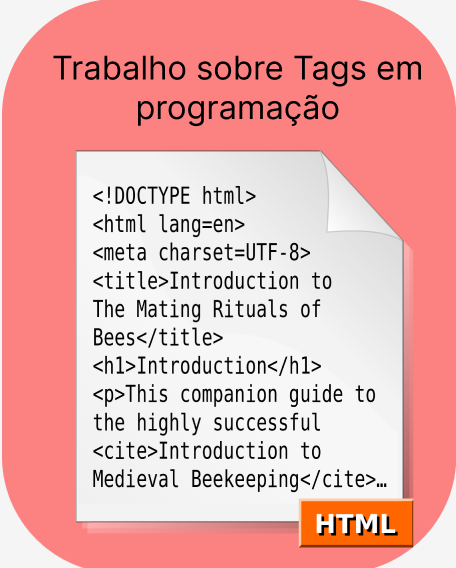 Trabalho sobre Tags em
programação
<!DOCTYPE html>
<html lang=en>
<meta charset=UTF-8>
<title>Introduction to
The Mating Rituals of
Bees</title>
<h1>Introduction</h1>
<p>This companion guide to
the highly successful
<cite>Introduction to
Medieval Beekeeping</cite>…
HTML